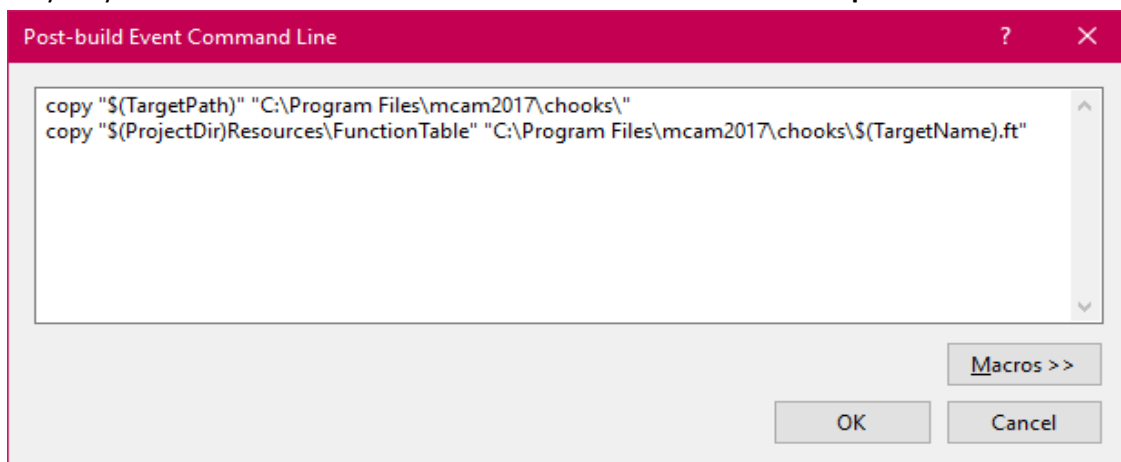 Post-build Event Command Line
?
copy "$(TargetPath)" "C:\Program Files\mcam2017\chooks\"
copy "$(ProjectDir)Resources\FunctionTable" "C:\Program Files\mcam2017\chooks\$(TargetName).ft"
Macros >>
OK
Cancel